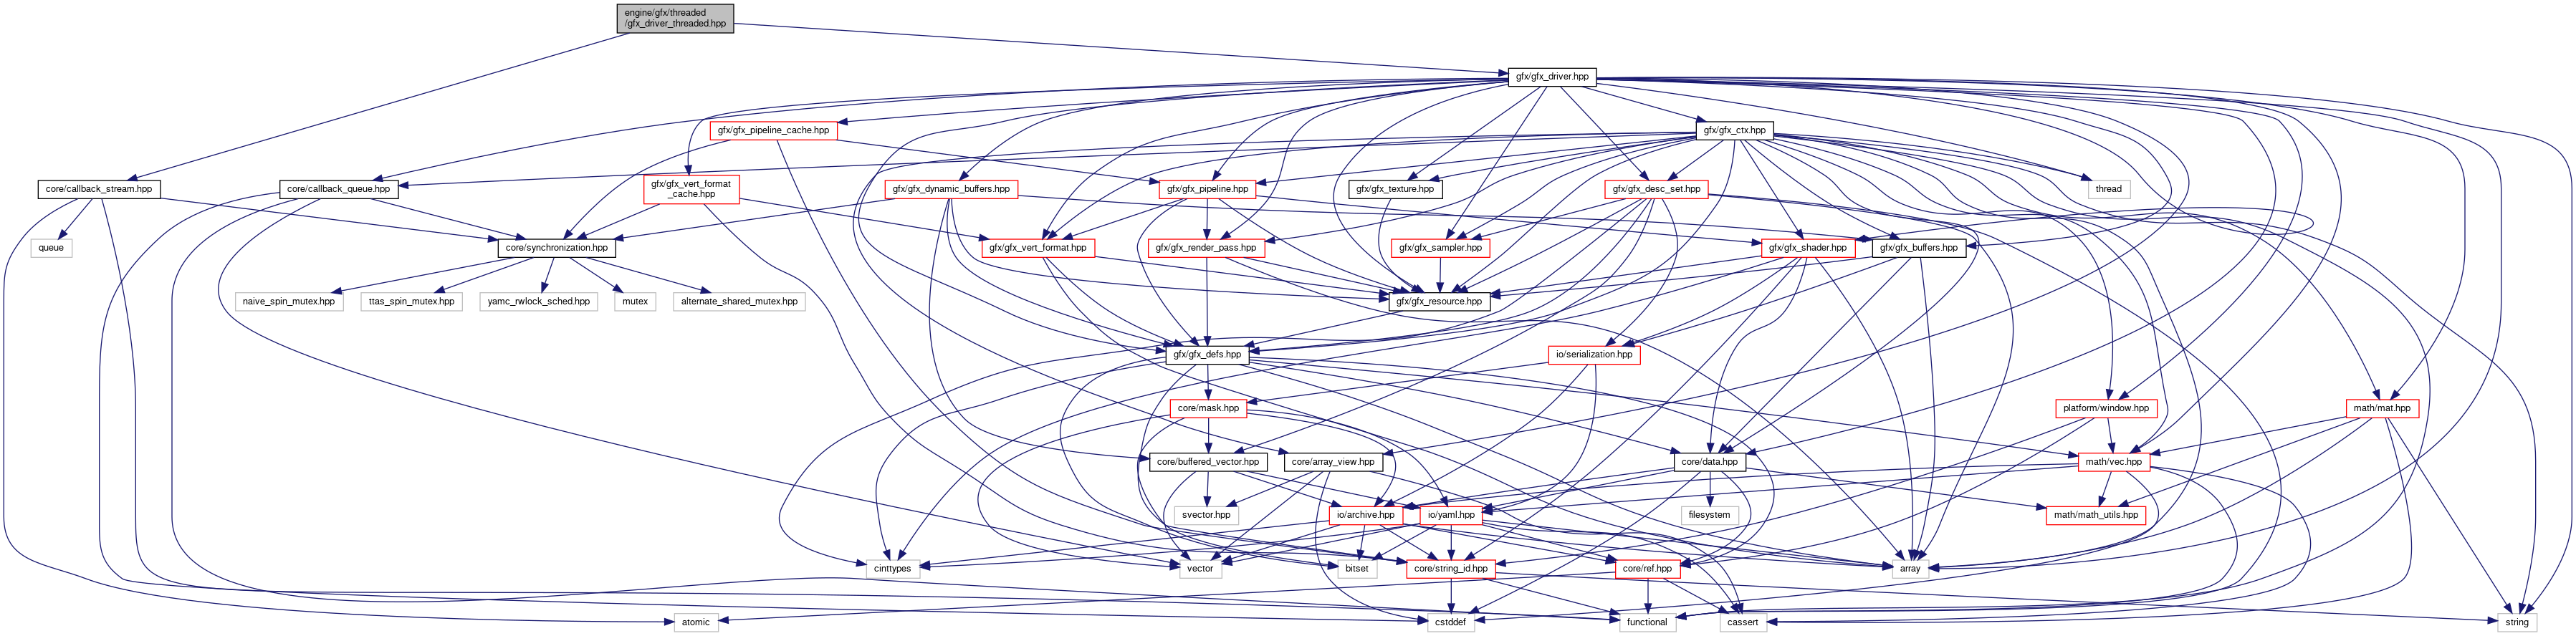 engine/gfx/threaded
/gfx_driver_threaded.hpp
gfx/gfx_driver.hpp
gfx/gfx_pipeline_cache.hpp
gfx/gfx_ctx.hpp
core/callback_stream.hpp
core/callback_queue.hpp
gfx/gfx_vert_format
_cache.hpp
gfx/gfx_dynamic_buffers.hpp
gfx/gfx_pipeline.hpp
gfx/gfx_texture.hpp
gfx/gfx_desc_set.hpp
thread
queue
core/synchronization.hpp
gfx/gfx_vert_format.hpp
gfx/gfx_render_pass.hpp
gfx/gfx_sampler.hpp
gfx/gfx_shader.hpp
gfx/gfx_buffers.hpp
naive_spin_mutex.hpp
ttas_spin_mutex.hpp
yamc_rwlock_sched.hpp
mutex
alternate_shared_mutex.hpp
gfx/gfx_resource.hpp
gfx/gfx_defs.hpp
io/serialization.hpp
core/mask.hpp
platform/window.hpp
math/mat.hpp
core/buffered_vector.hpp
core/array_view.hpp
core/data.hpp
math/vec.hpp
svector.hpp
io/archive.hpp
io/yaml.hpp
filesystem
math/math_utils.hpp
cinttypes
vector
bitset
core/string_id.hpp
core/ref.hpp
array
atomic
cstddef
functional
cassert
string